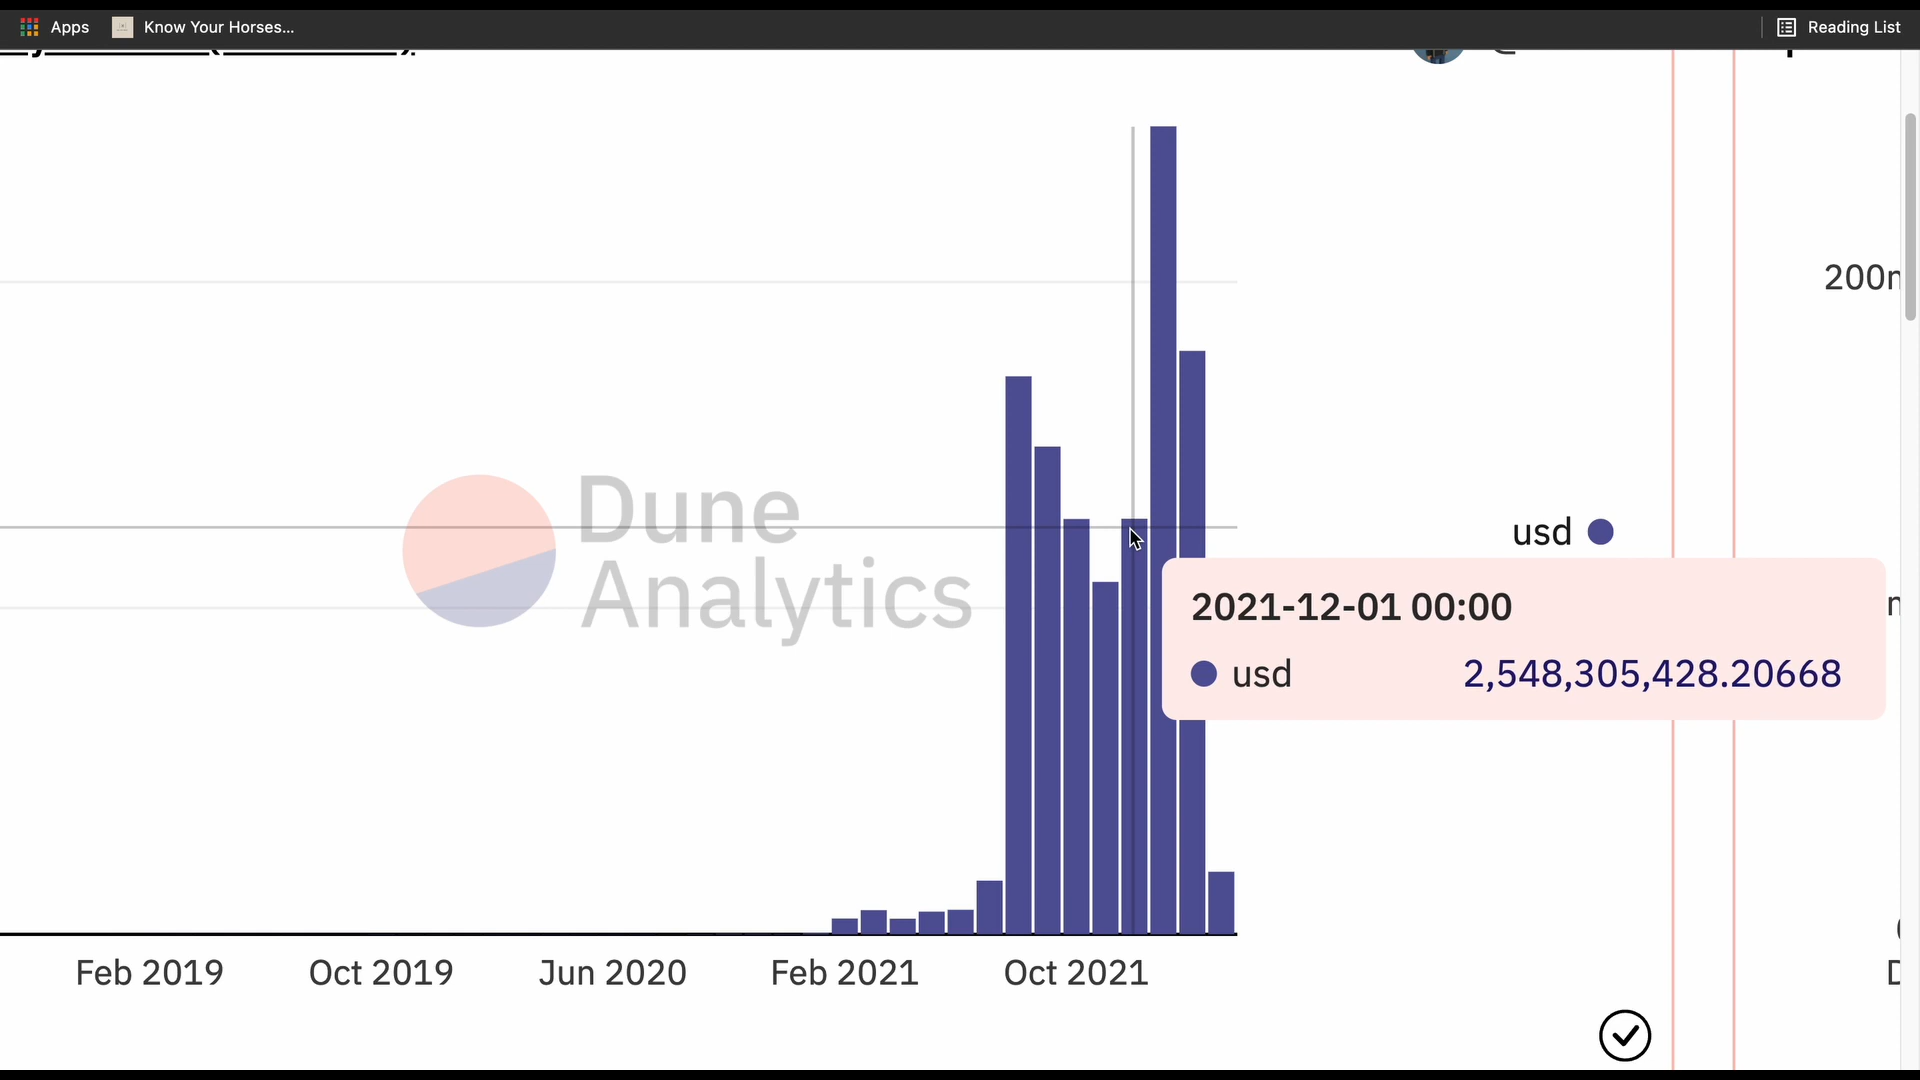 Apps
Know Your Horses...
Reading List
Dune
Analytics
usd
2021-12-01 00:00
usd 2,548,305,428.20668
Feb 2019
Oct 2019
Jun 2020
Feb 2021
Oct 2021